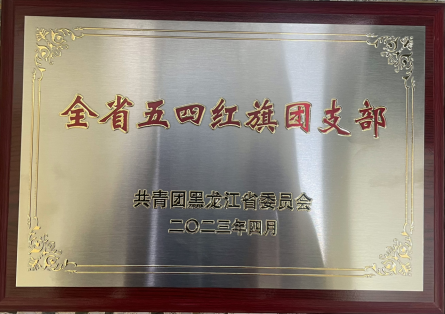 全省五四红旗团支部
共青团黑龙江省委员会
二〇二三年四月